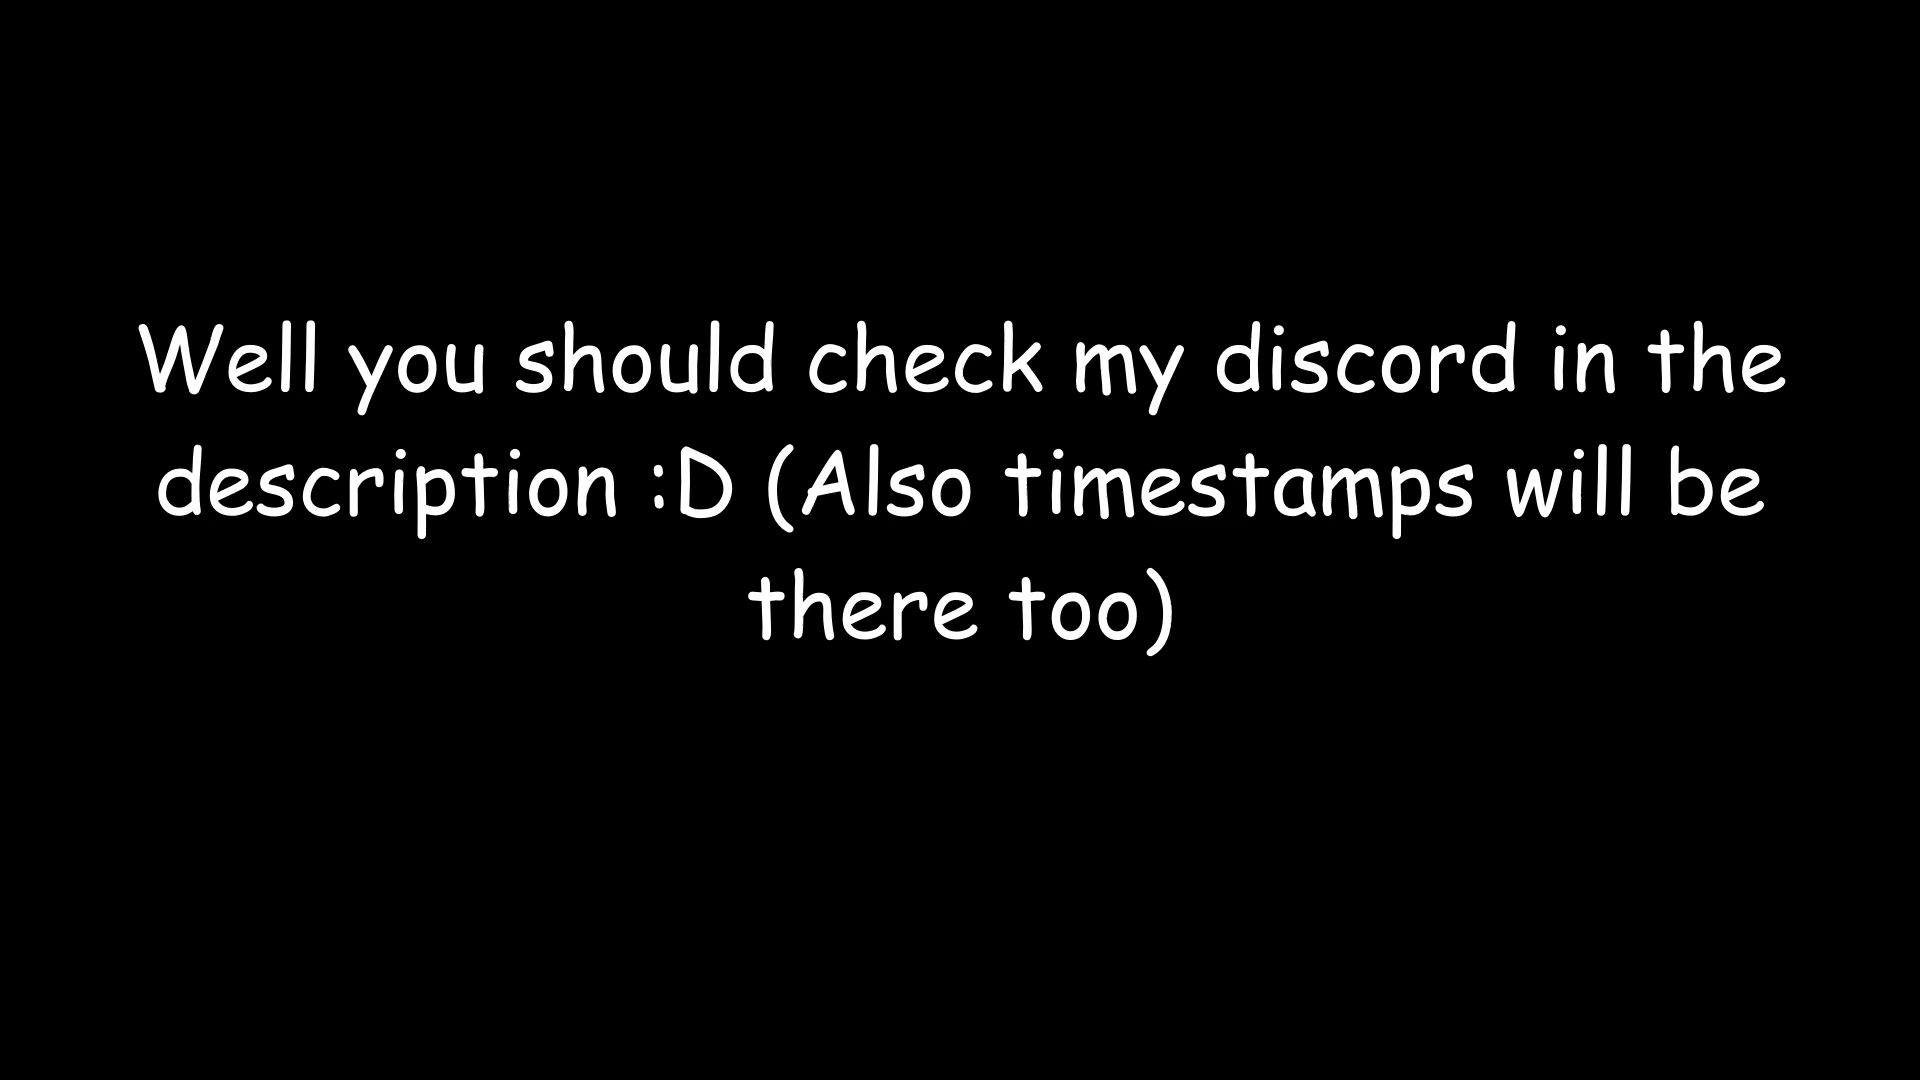 Well you should check my discord in the
description :D (Also timestamps will be
there too)